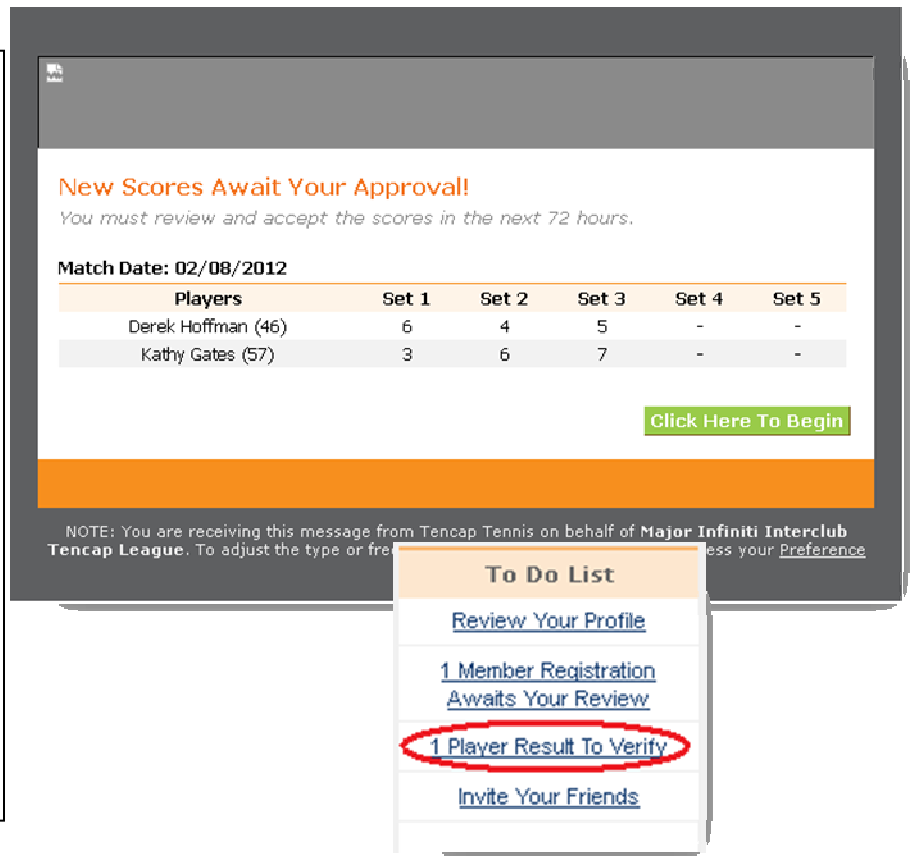 New Scores Await Your Approval!
You must review and accept the scores in the next 72 hours.
Match Date: 02/08/2012
Players Set 1 Set 2 Set 3 Set 4 Set 5
Derek Hoffman (46) 6 4 5 - -
Kathy Gates (57) 3 6 7 - -
Click Here To Begin
NOTE: You are receiving this message from Tencap Tennis on behalf of Major Infiniti Interclub
Tencap League. To adjust the type or your Preference
To Do List
Review Your Profile
1 Member Registration
Awaits Your Review
1 Player Result To Verify
Invite Your Friends